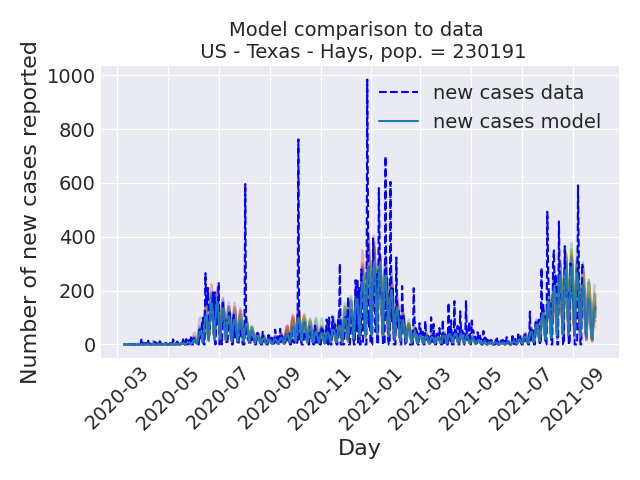 Model comparison to data
US - Texas - Hays, pop. = 230191
Number of new cases reported
1000
800
600
400
200
0
new cases data
new cases model
2020-03
2020-05
2020-07
2020-09
2020-11
2021-01
2021-03
2021-05
2021-07
2021-09
Day